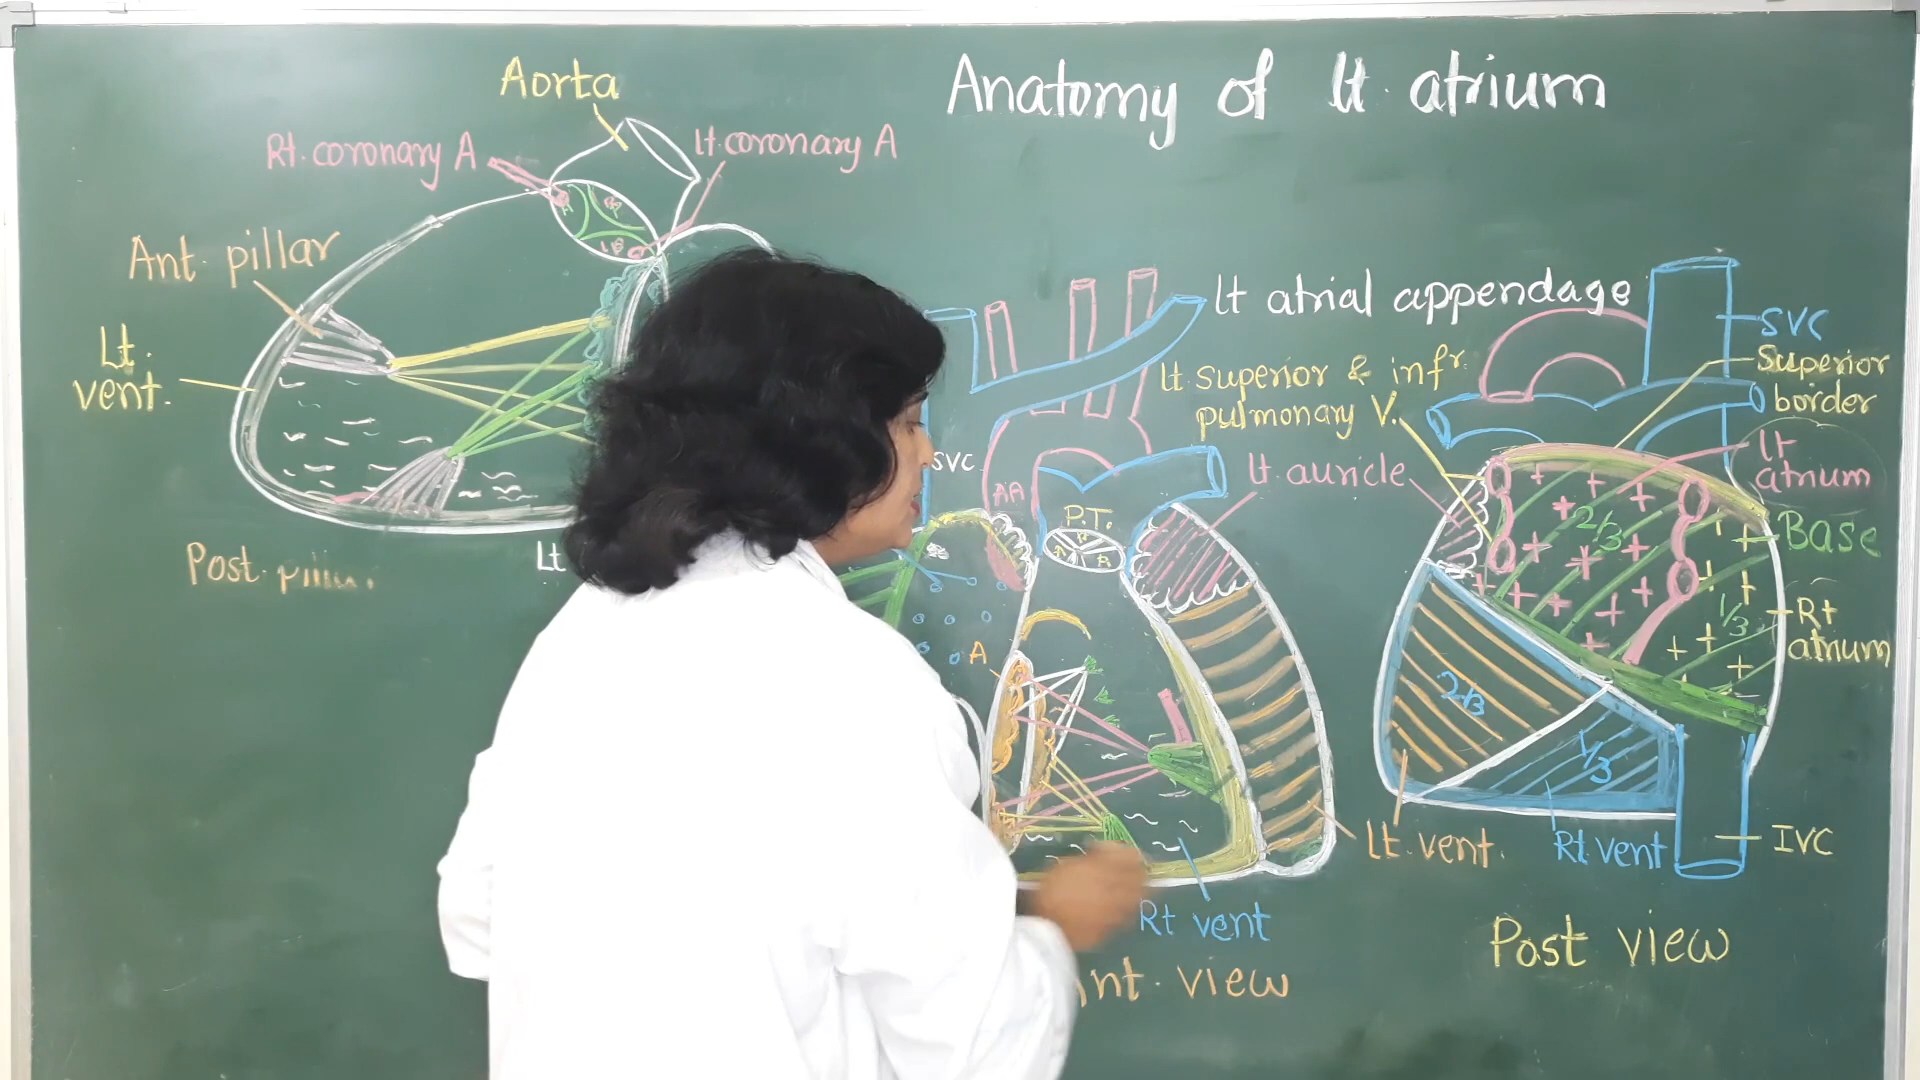 Anatomy of Lt. atrium
Aorta
Rt. coronary A
Lt. coronary A
Ant. pillar
Lt.
vent.
Post.
Lt
Lt atrial appendage
Lt. superior & infr.
pulmonary V.
Lt. auricle
SVC
AA
P.T.
A
A
Rt vent
Lt. vent.
nt. view
SVC
Superior
border
Lt
atrium
Base
Rt
atrium
2/3
1/3
2/3
1/3
Rt vent
IVC
Post view